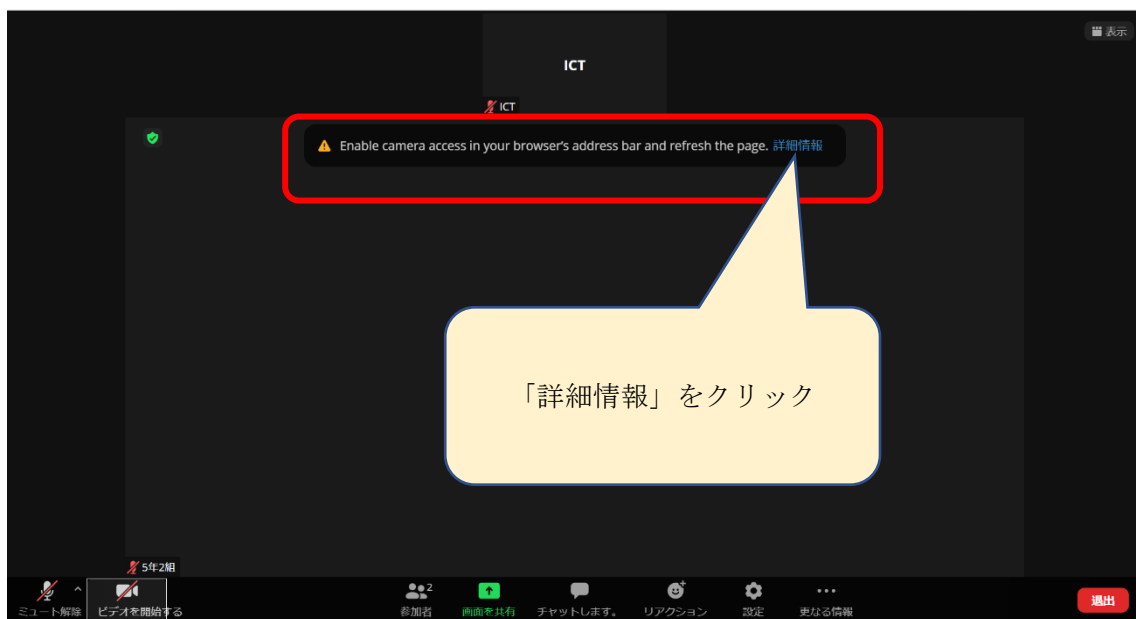 表示
ICT
ICT
Enable camera access in your browser's address bar and refresh the page. 詳細情報
「詳細情報」をクリック
5年2組
2
ミュート解除 ビデオを開始する 参加者 画面を共有 チャットします。 リアクション 設定 更なる情報 退出